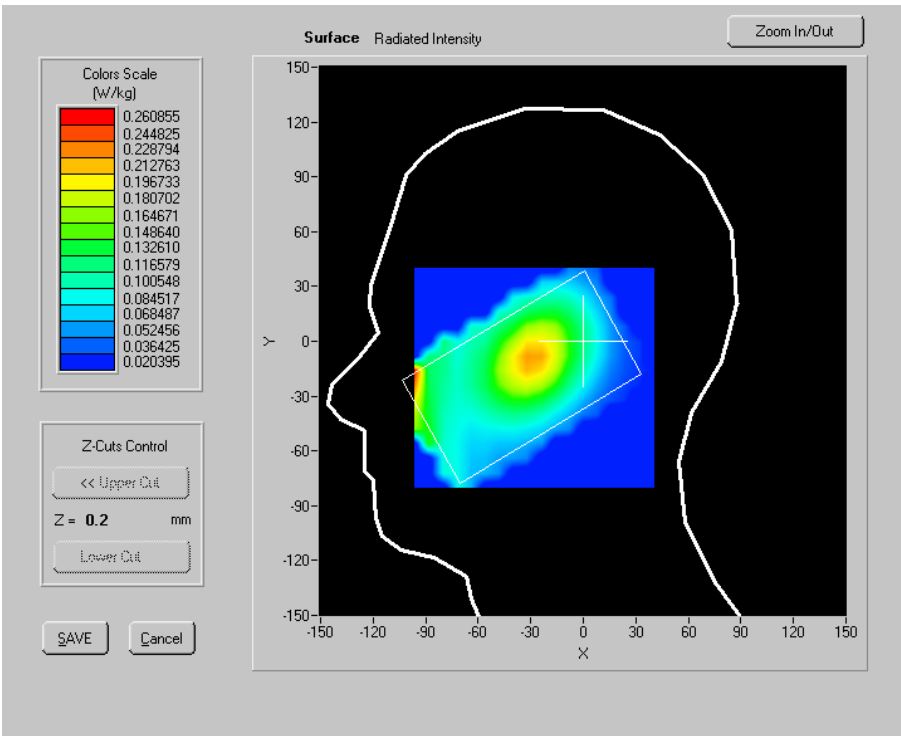 Surface Radiated Intensity
Zoom In/Out
Colors Scale
(W/kg)
0.260855
0.244825
0.228794
0.212763
0.196733
0.180702
0.164671
0.148640
0.132610
0.116579
0.100548
0.084517
0.068487
0.052456
0.036425
0.020395
Z-Cuts Control
<< Upper Cut
Z = 0.2 mm
Lower Cut
SAVE
Cancel
150
120
90
60
30
0
-30
-60
-90
-120
-150
Y
-150 -120 -90 -60 -30 0 30 60 90 120 150
X